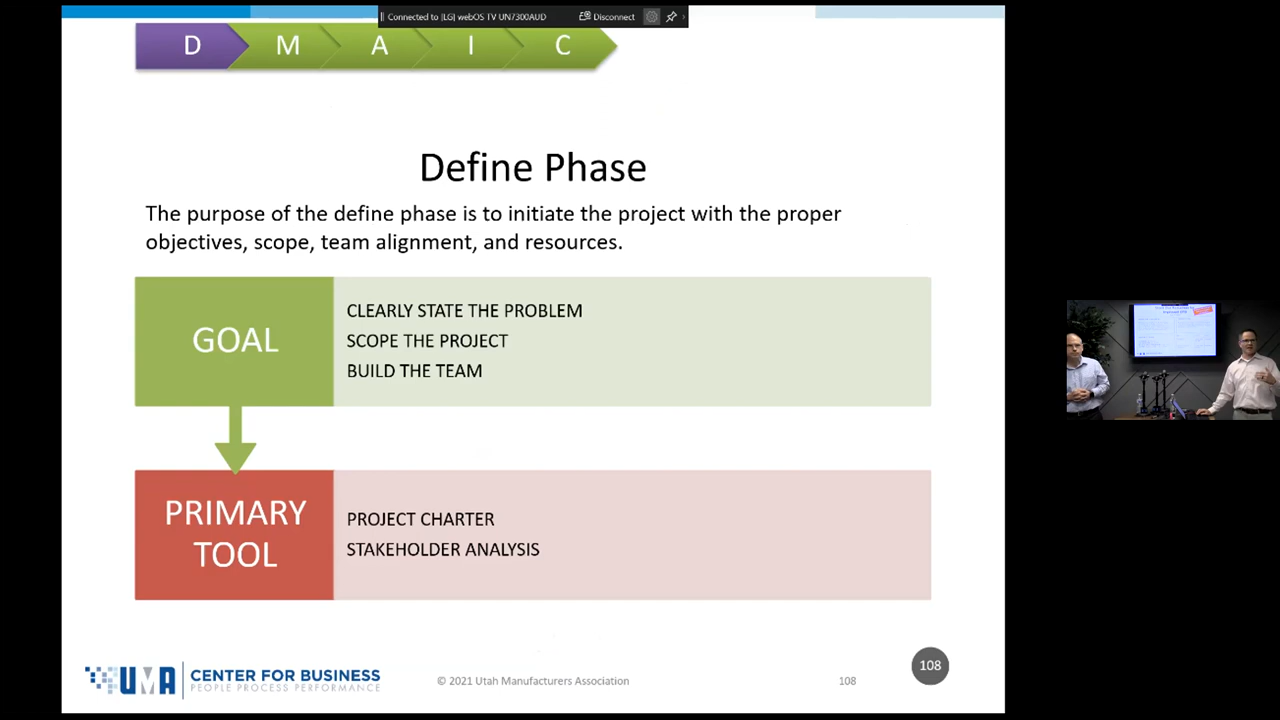 Connected to [LG] webOS TV UN7300AUD
Disconnect
D M A I C
Define Phase
The purpose of the define phase is to initiate the project with the proper
objectives, scope, team alignment, and resources.
GOAL
CLEARLY STATE THE PROBLEM
SCOPE THE PROJECT
BUILD THE TEAM
PRIMARY
TOOL
PROJECT CHARTER
STAKEHOLDER ANALYSIS
UMA
CENTER FOR BUSINESS
PEOPLE PROCESS PERFORMANCE
© 2021 Utah Manufacturers Association
108
108